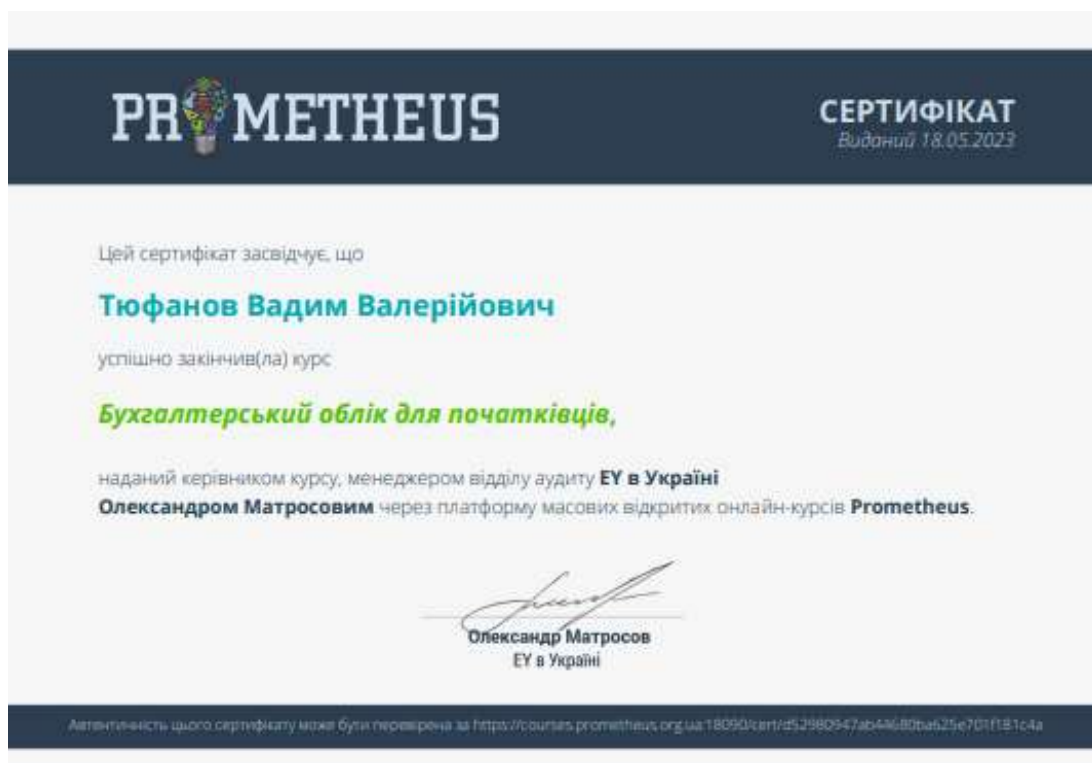 PROMETHEUS
СЕРТИФІКАТ
Виданий 18.05.2023
Цей сертифікат засвідчує, що
Тюфанов Вадим Валерійович
успішно закінчив(ла) курс
Бухгалтерський облік для початківців,
наданий керівником курсу, менеджером відділу аудиту EY в Україні
Олександром Матросовим через платформу масових відкритих онлайн-курсів Prometheus.
Олександр Матросов
EY в Україні
Автентичність цього сертифікату може бути перевірена за https://courses.prometheus.org.ua:18090/cert/d52980947ab44680ba625e701f181c4a